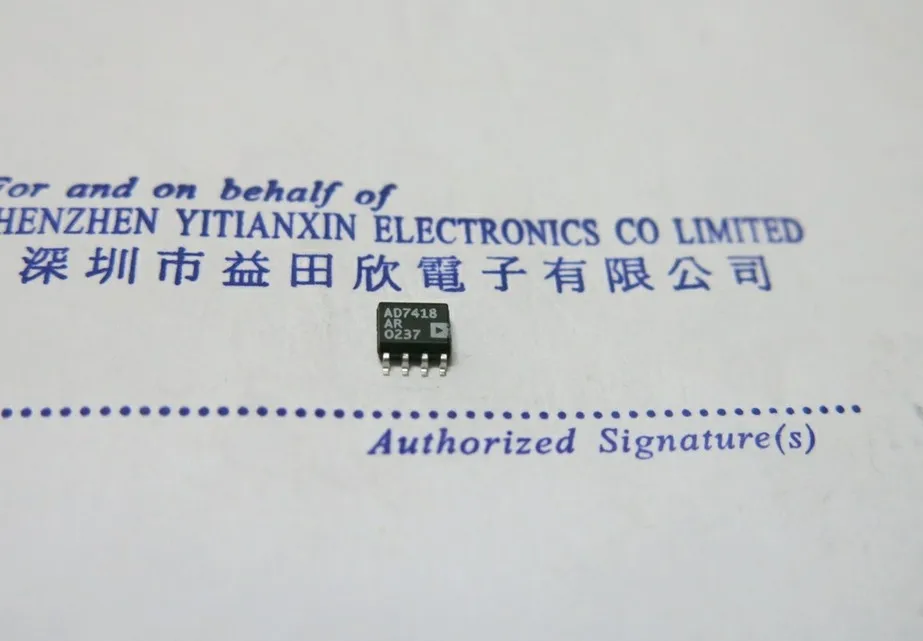 For and on behalf of
HENZHEN YITIANXIN ELECTRONICS CO LIMITED
深圳市益田欣電子有限公司
AD7418
AR
0237
Authorized Signature(s)